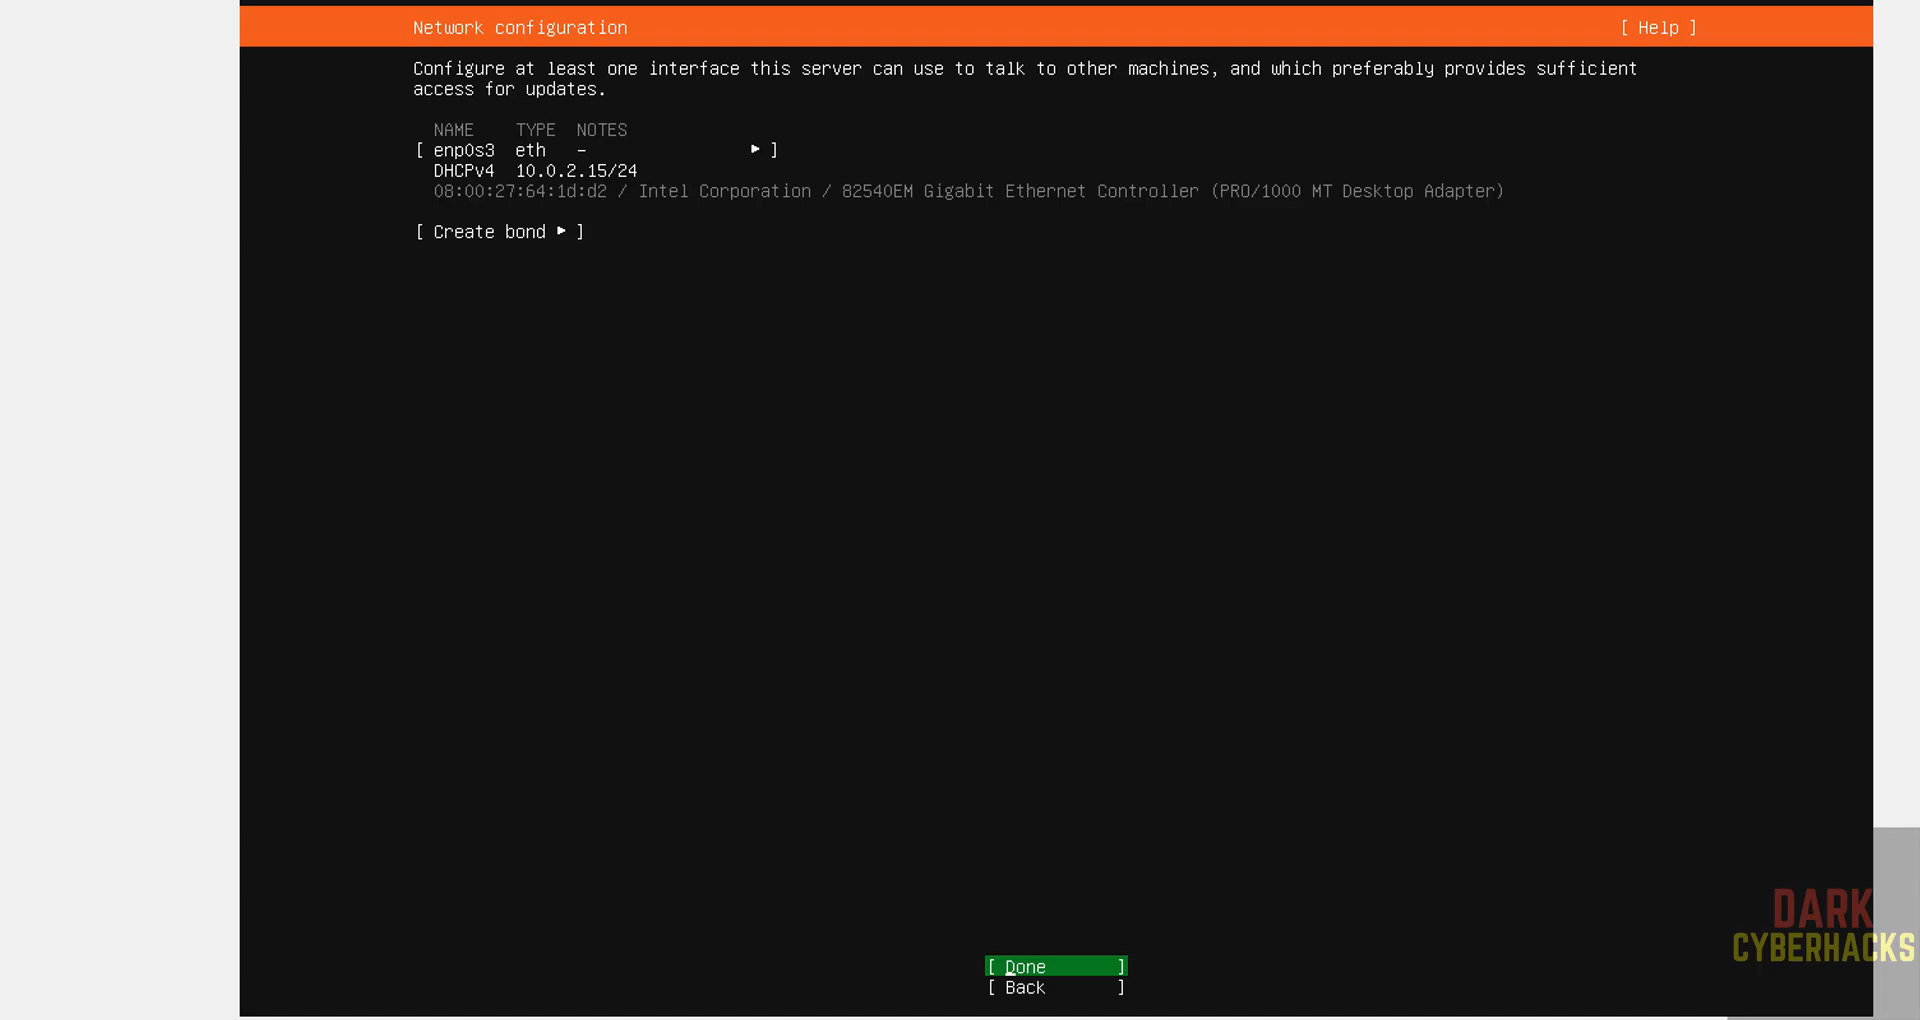 Network configuration [ Help ]
Configure at least one interface this server can use to talk to other machines, and which preferably provides sufficient
access for updates.
NAME TYPE NOTES
[ enp0s3 eth – ▸ ]
DHCPv4 10.0.2.15/24
08:00:27:64:1d:d2 / Intel Corporation / 82540EM Gigabit Ethernet Controller (PRO/1000 MT Desktop Adapter)
[ Create bond ▸ ]
[ Done ]
[ Back ]
DARK
CYBERHACKS